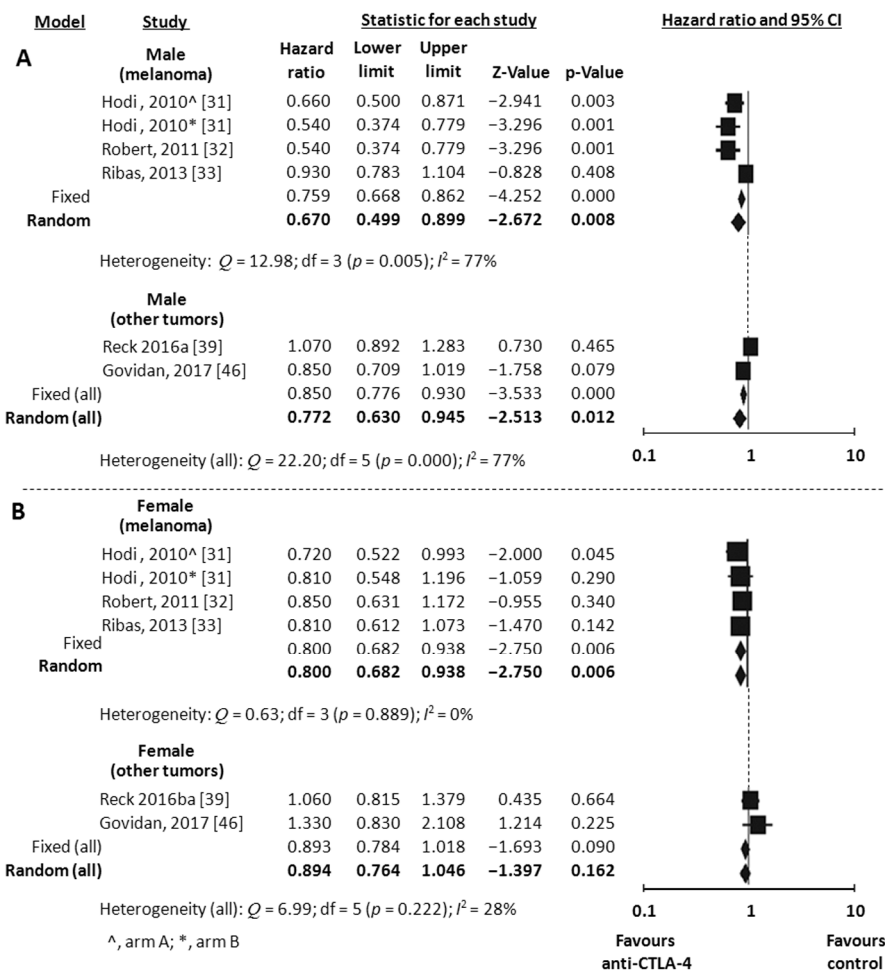 Model Study Statistic for each study Hazard ratio and 95% CI
A
Male
(melanoma)
Hazard ratio Lower limit Upper limit Z-Value p-Value
Hodi, 2010^ [31] 0.660 0.500 0.871 −2.941 0.003
Hodi, 2010* [31] 0.540 0.374 0.779 −3.296 0.001
Robert, 2011 [32] 0.540 0.374 0.779 −3.296 0.001
Ribas, 2013 [33] 0.930 0.783 1.104 −0.828 0.408
Fixed 0.759 0.668 0.862 −4.252 0.000
Random 0.670 0.499 0.899 −2.672 0.008
Heterogeneity: Q = 12.98; df = 3 (p = 0.005); I² = 77%
Male
(other tumors)
Reck 2016a [39] 1.070 0.892 1.283 0.730 0.465
Govidan, 2017 [46] 0.850 0.709 1.019 −1.758 0.079
Fixed (all) 0.850 0.776 0.930 −3.533 0.000
Random (all) 0.772 0.630 0.945 −2.513 0.012
0.1 1 10
Heterogeneity (all): Q = 22.20; df = 5 (p = 0.000); I² = 77%
B
Female
(melanoma)
Hodi, 2010^ [31] 0.720 0.522 0.993 −2.000 0.045
Hodi, 2010* [31] 0.810 0.548 1.196 −1.059 0.290
Robert, 2011 [32] 0.850 0.631 1.172 −0.955 0.340
Ribas, 2013 [33] 0.810 0.612 1.073 −1.470 0.142
Fixed 0.800 0.682 0.938 −2.750 0.006
Random 0.800 0.682 0.938 −2.750 0.006
Heterogeneity: Q = 0.63; df = 3 (p = 0.889); I² = 0%
Female
(other tumors)
Reck 2016ba [39] 1.060 0.815 1.379 0.435 0.664
Govidan, 2017 [46] 1.330 0.830 2.108 1.214 0.225
Fixed (all) 0.893 0.784 1.018 −1.693 0.090
Random (all) 0.894 0.764 1.046 −1.397 0.162
Heterogeneity (all): Q = 6.99; df = 5 (p = 0.222); I² = 28%
0.1 1 10
^, arm A; *, arm B
Favours anti-CTLA-4 Favours control